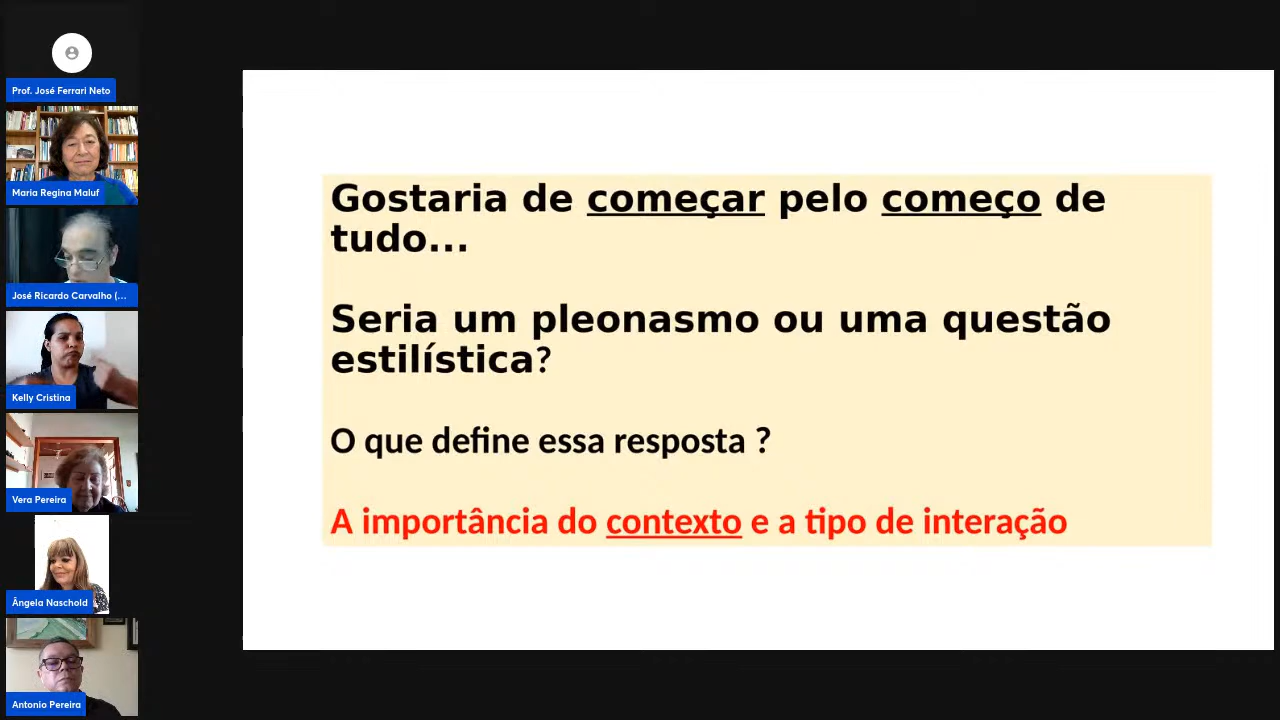 Prof. José Ferrari Neto
Maria Regina Maluf
José Ricardo Carvalho (...
Kelly Cristina
Vera Pereira
Ângela Naschold
Antonio Pereira
Gostaria de começar pelo começo de
tudo...
Seria um pleonasmo ou uma questão
estilística?
O que define essa resposta ?
A importância do contexto e a tipo de interação